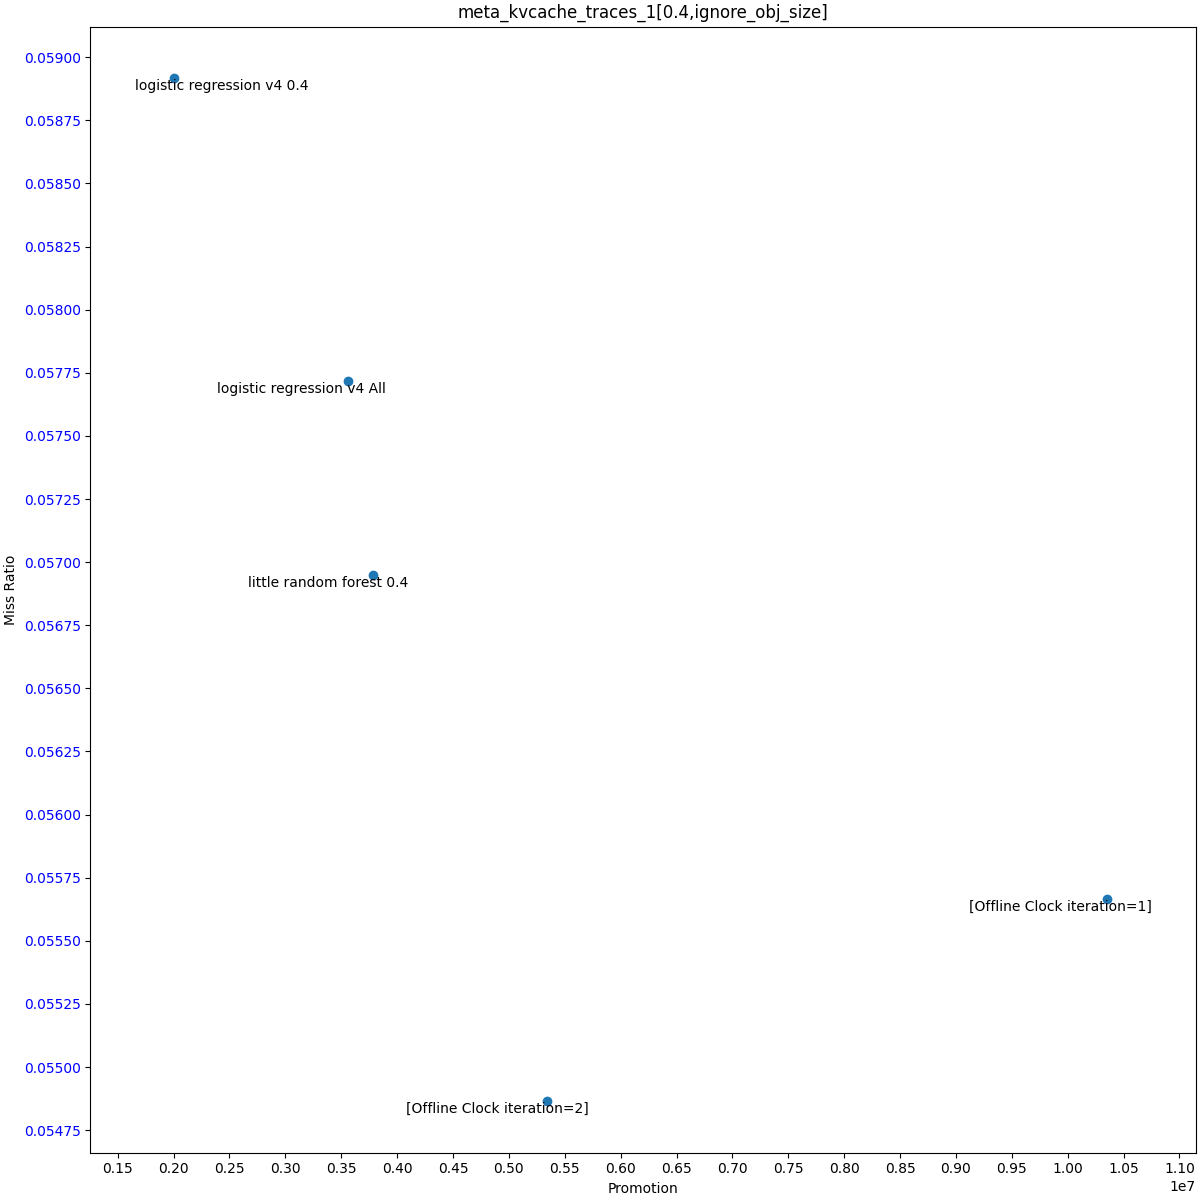 meta_kvcache_traces_1[0.4,ignore_obj_size]
0.05900
logistic regression v4 0.4
0.05875
0.05850
0.05825
0.05800
0.05775
logistic regression v4 All
0.05750
0.05725
0.05700
little random forest 0.4
0.05675
Miss Ratio
0.05650
0.05625
0.05600
0.05575
[Offline Clock iteration=1]
0.05550
0.05525
0.05500
[Offline Clock iteration=2]
0.05475
0.15 0.20 0.25 0.30 0.35 0.40 0.45 0.50 0.55 0.60 0.65 0.70 0.75 0.80 0.85 0.90 0.95 1.00 1.05 1.10
Promotion
1e7